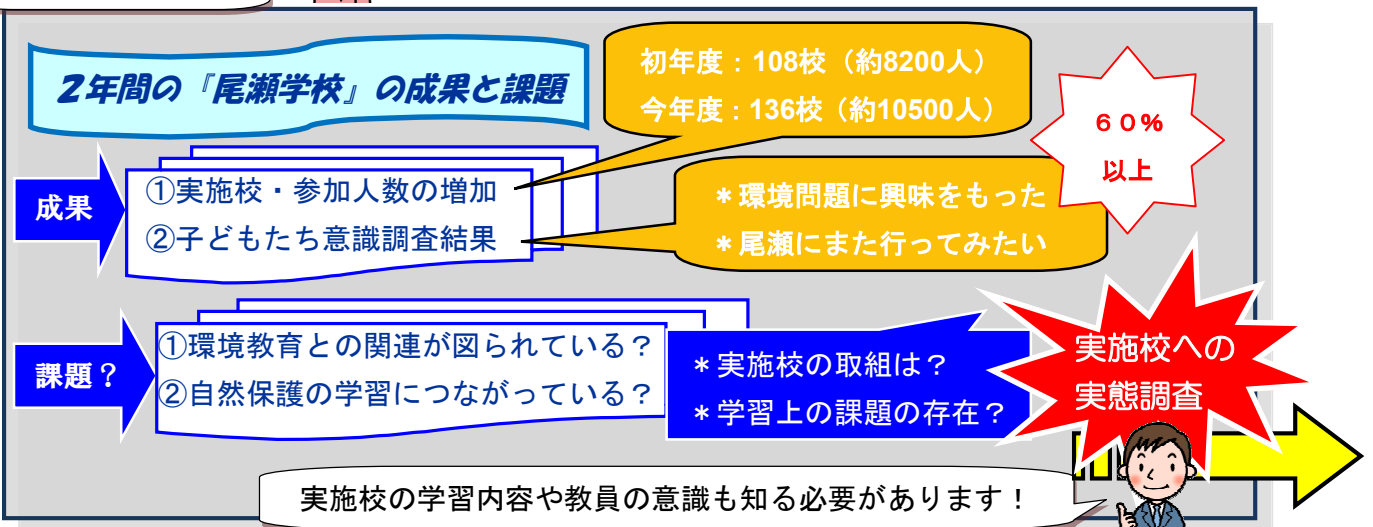 2年間の『尾瀬学校』の成果と課題
初年度：108校（約8200人）
今年度：136校（約10500人）
６０%
以上
成果
①実施校・参加人数の増加
②子どもたち意識調査結果
＊環境問題に興味をもった
＊尾瀬にまた行ってみたい
課題？
①環境教育との関連が図られている？
②自然保護の学習につながっている？
＊実施校の取組は？
＊学習上の課題の存在？
実施校への
実態調査
実施校の学習内容や教員の意識も知る必要があります！